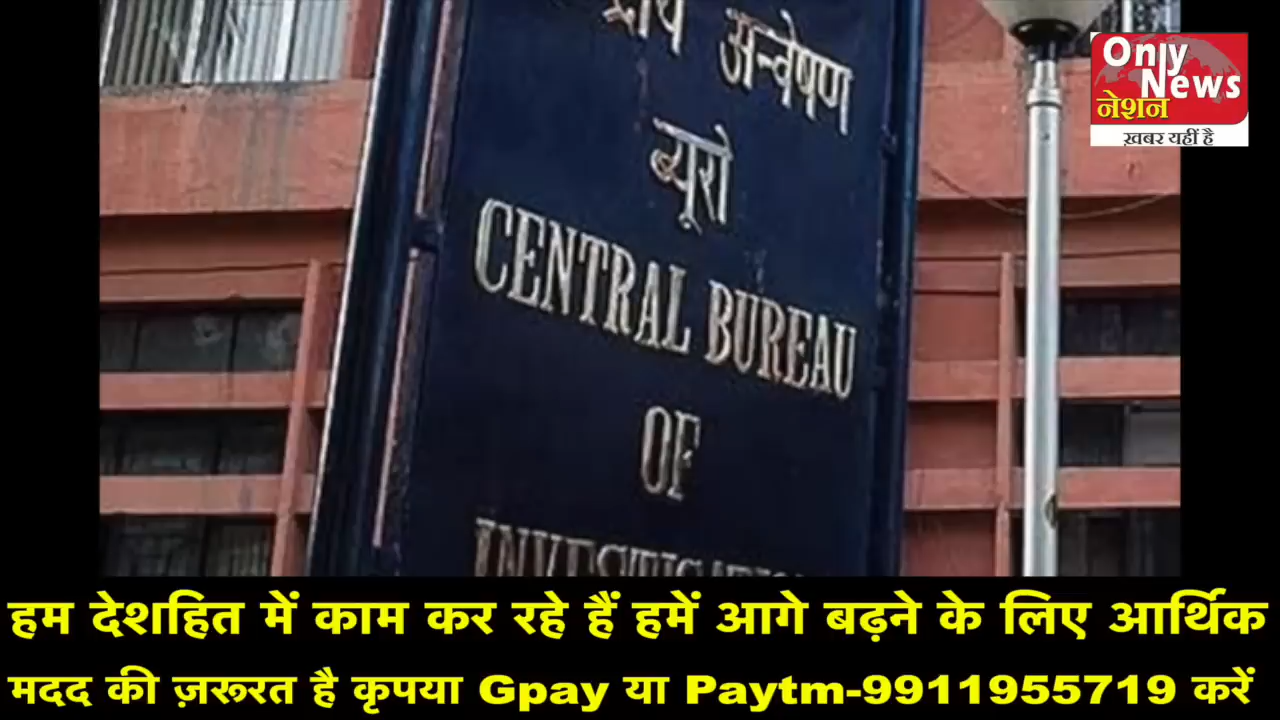 अन्वेषण
ब्यूरो
CENTRAL BUREAU
OF
Only
News
नेशन
ख़बर यहीं है
हम देशहित में काम कर रहे हैं हमें आगे बढ़ने के लिए आर्थिक
मदद की ज़रूरत है कृपया Gpay या Paytm-9911955719 करें